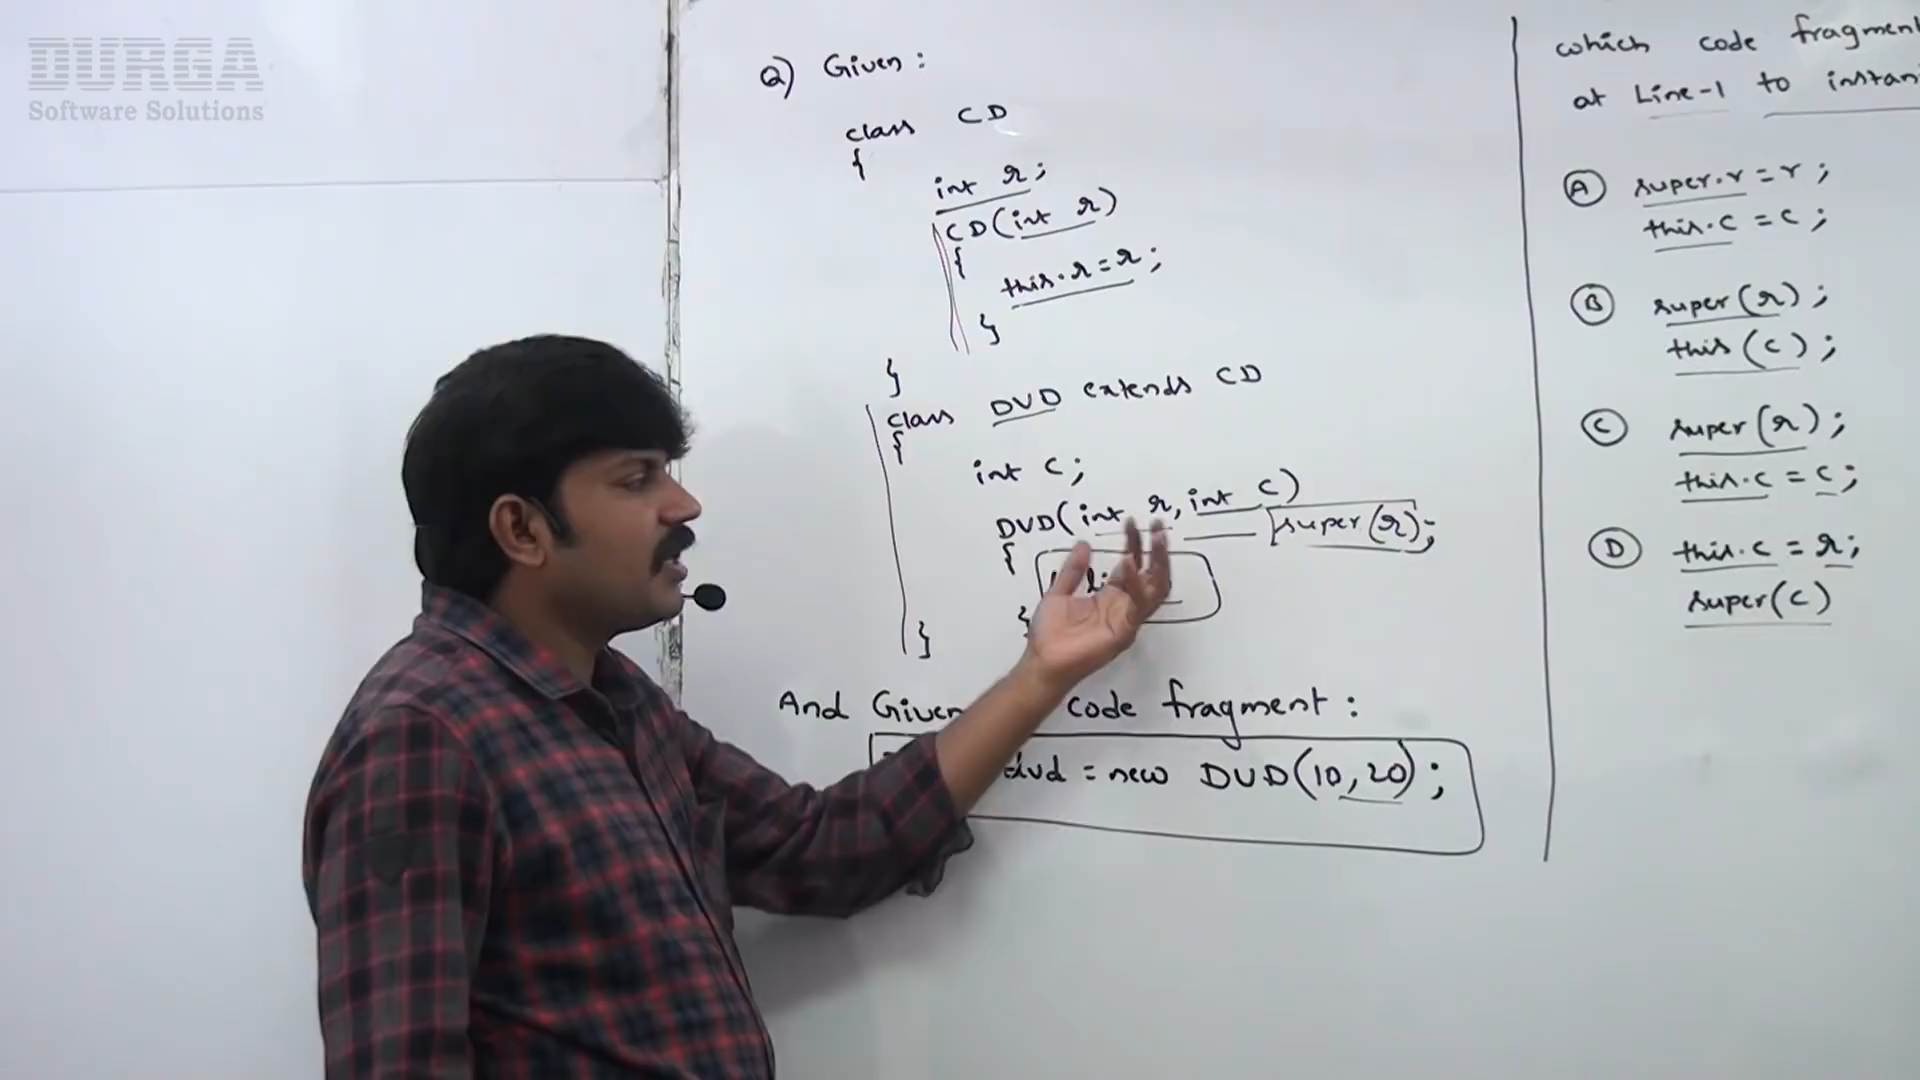 DURGA
Software Solutions
Q) Given :
class CD
{
int r;
CD(int r)
{
this.r=r;
}
}
class DVD extends CD
{
int c;
DVD(int r, int c)
super(r);
{
}
}
And Given code fragment :
dvd = new DVD(10,20);
which code fragment
at Line-1 to
A super.r = r;
this.c = c;
B super(r);
this(c);
C super(r);
this.c = c;
D this.c = r;
super(c)